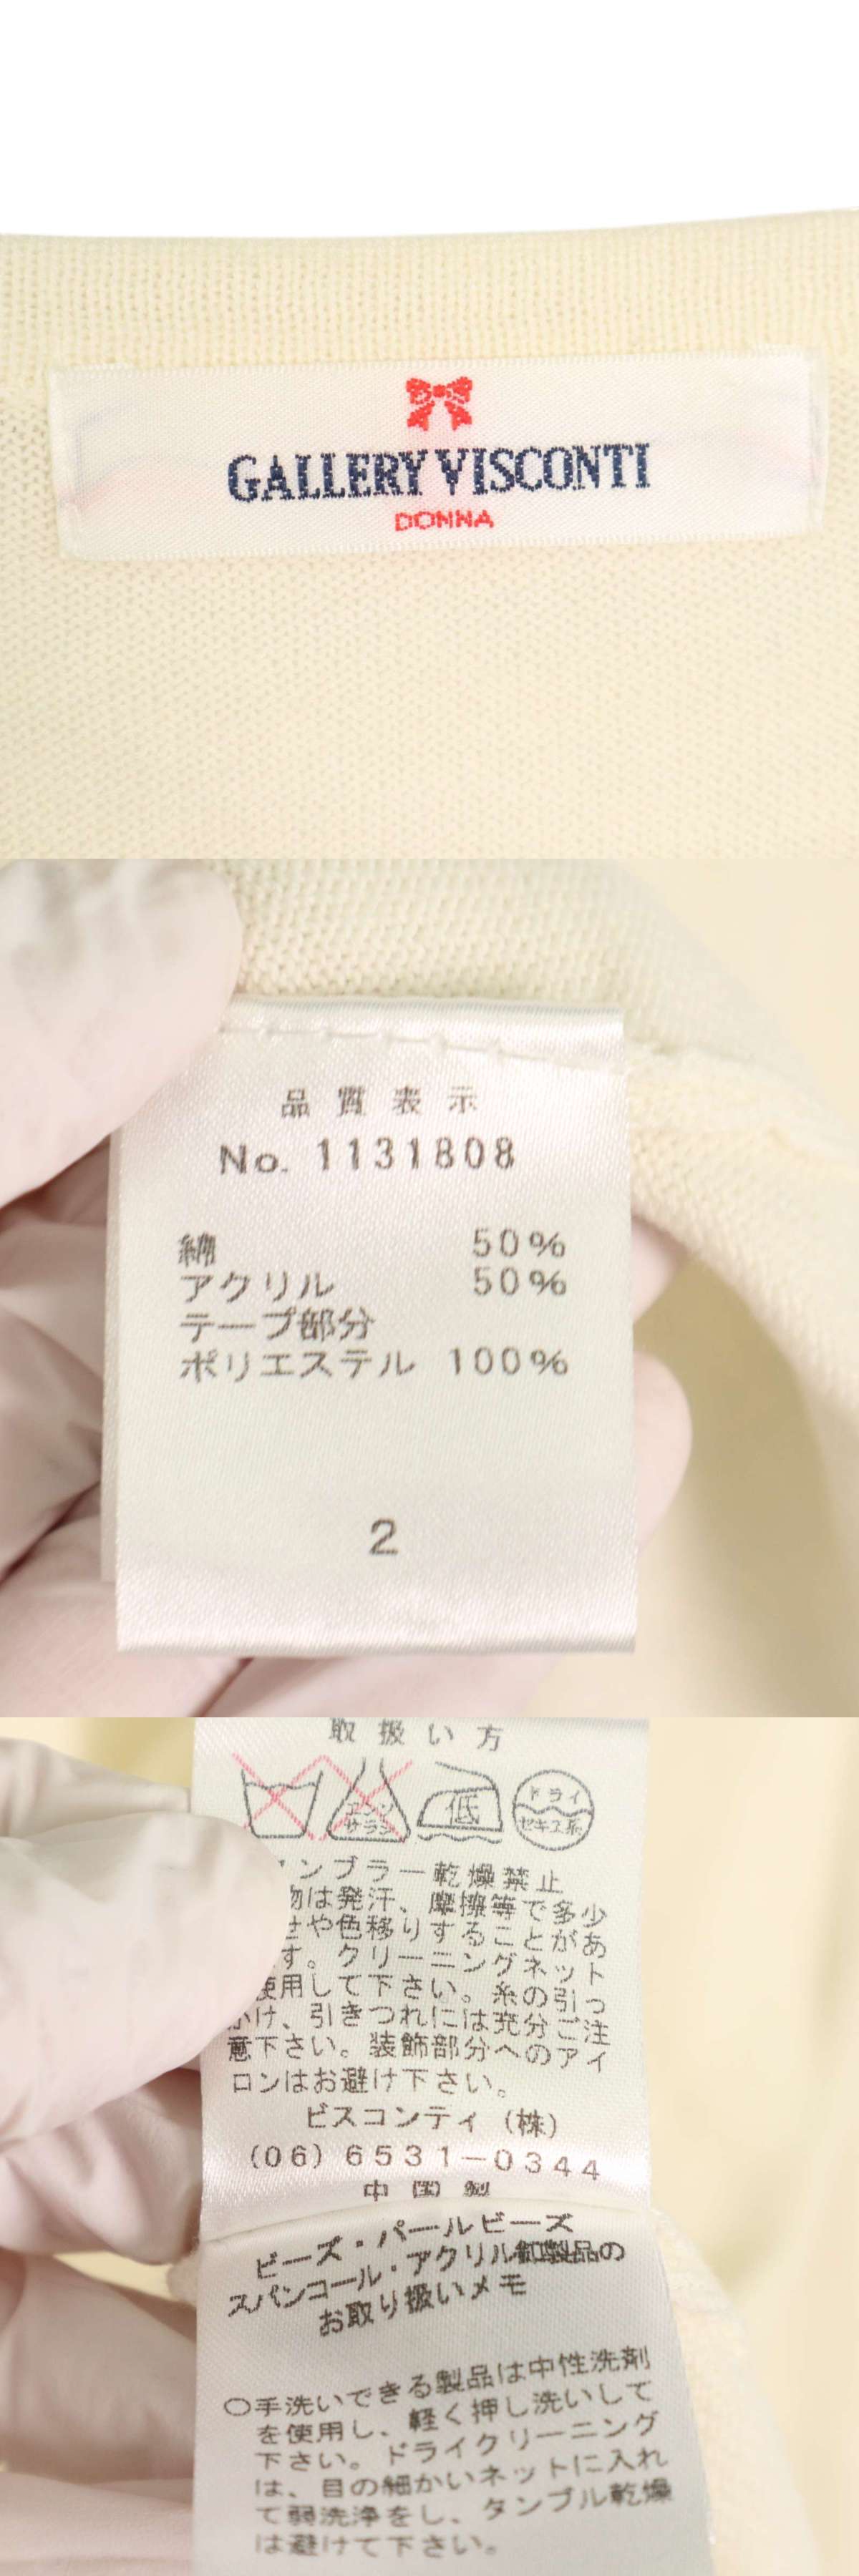 GALLERY VISCONTI
DONNA
品質表示
No. 1131808
綿 50%
アクリル 50%
テープ部分
ポリエステル 100%
2
取扱い方
エンソ
サラシ
低
ドライ
セキユ系
ンブラー乾燥禁止
物は発汗、摩擦等で多少
せや色移りすることがあ
す。クリーニングネット
使用して下さい。糸の引っ
かけ、引きつれには充分ご注
意下さい。装飾部分へのアイ
ロンはお避け下さい。
ビスコンティ(株)
(06)6531-0344
中国製
ビーズ・パールビーズ
スパンコール・アクリル釦製品の
お取り扱いメモ
○手洗いできる製品は中性洗剤
を使用し、軽く押し洗いして
下さい。ドライクリーニング
は、目の細かいネットに入れ
て弱洗浄をし、タンブル乾燥
は避けて下さい。